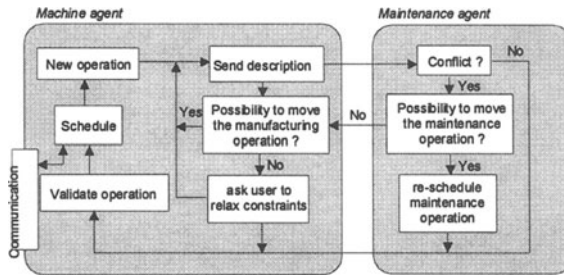 Machine agent
Maintenance agent
New operation
Send description
Conflict ?
No
Yes
Yes
Possibility to move
the manufacturing
operation ?
No
Possibility to move
the maintenance
operation ?
Schedule
No
Yes
Communication
Validate operation
ask user to
relax constraints
re-schedule
maintenance
operation